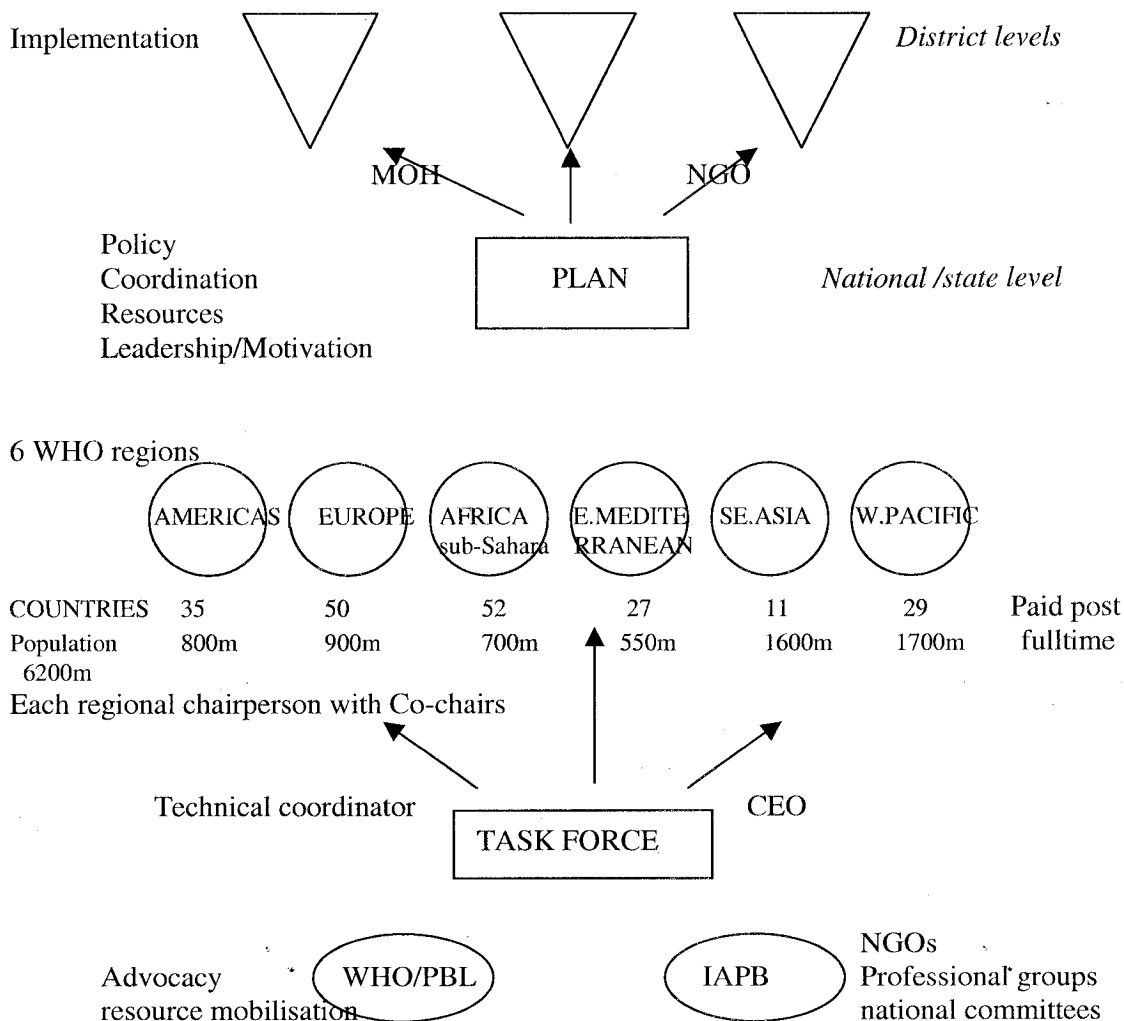 Implementation
District levels
MOH
NGO
Policy
Coordination
Resources
Leadership/Motivation
PLAN
National /state level
6 WHO regions
AMERICAS
EUROPE
AFRICA
sub-Sahara
E.MEDITE
RRANEAN
SE.ASIA
W.PACIFIC
COUNTRIES 35 50 52 27 11 29 Paid post
Population 800m 900m 700m 550m 1600m 1700m fulltime
6200m
Each regional chairperson with Co-chairs
Technical coordinator
CEO
TASK FORCE
Advocacy
resource mobilisation
WHO/PBL
IAPB
NGOs
Professional groups
national committees